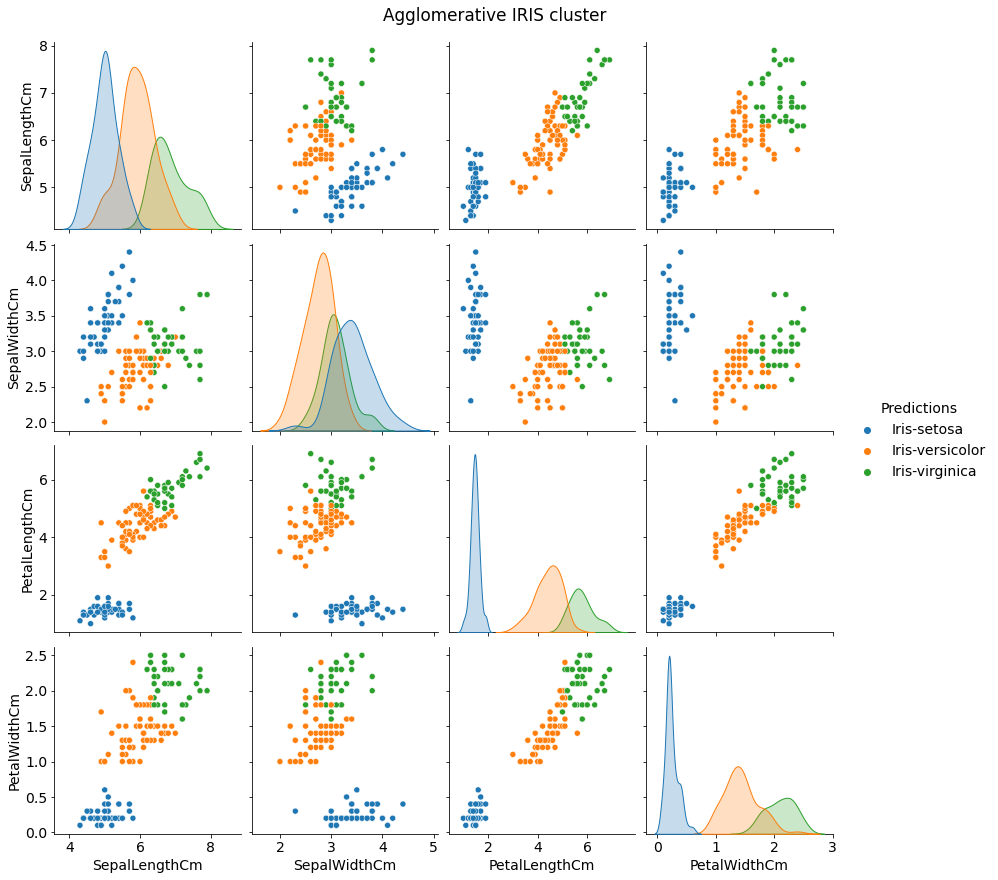 Agglomerative IRIS cluster
8
7
6
5
SepalLengthCm
4.5
4.0
3.5
3.0
2.5
2.0
SepalWidthCm
Predictions
Iris-setosa
Iris-versicolor
Iris-virginica
6
4
2
PetalLengthCm
2.5
2.0
1.5
1.0
0.5
0.0
PetalWidthCm
4 6 8
2 3 4 5
2 4 6
0 1 2 3
SepalLengthCm SepalWidthCm PetalLengthCm PetalWidthCm